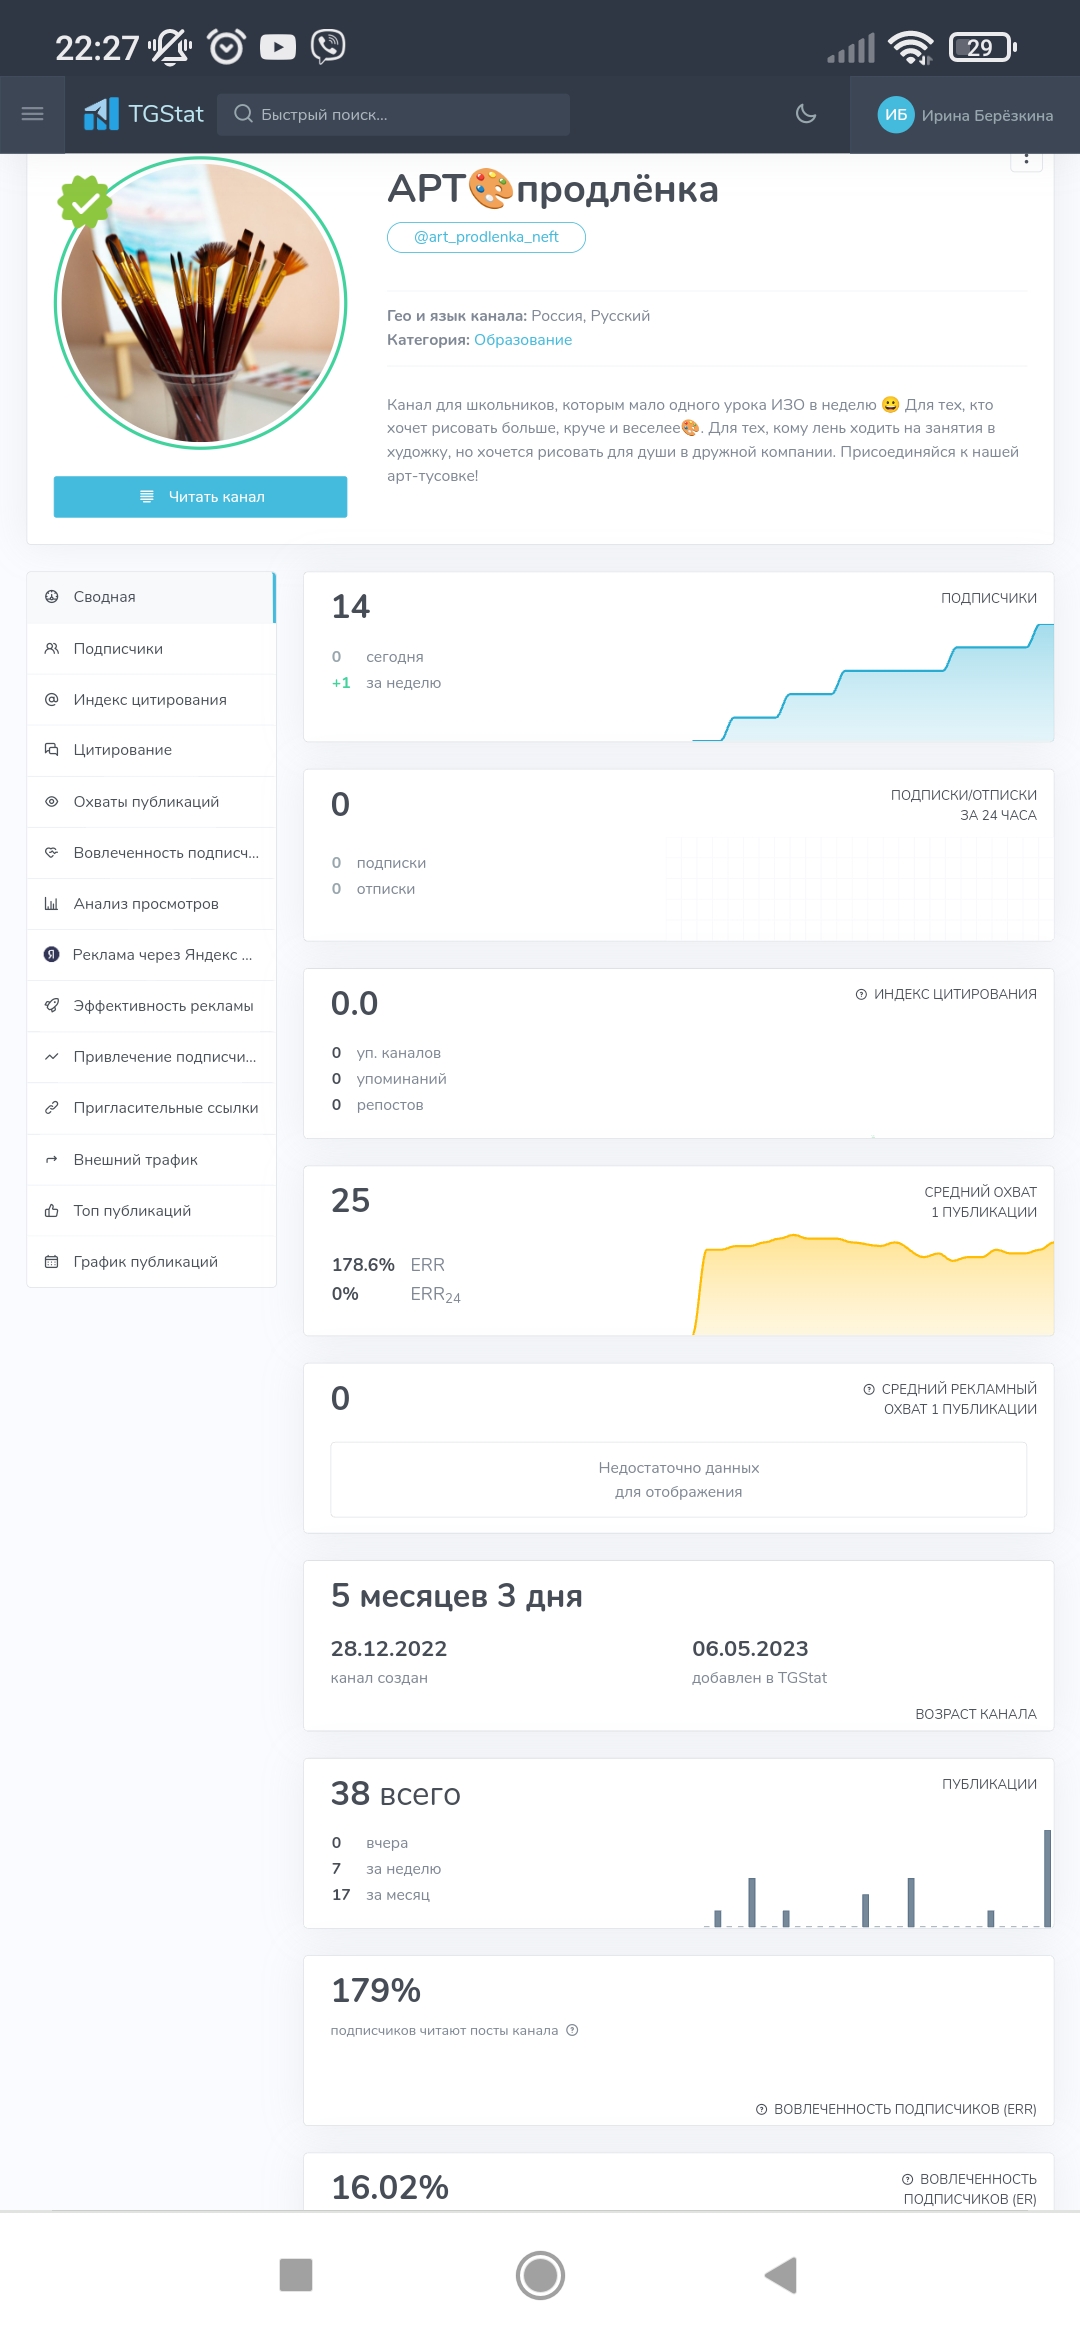 22:27
29
TGStat
Быстрый поиск...
ИБ Ирина Берёзкина
АРТ🎨продлёнка
@art_prodlenka_neft
Гео и язык канала: Россия, Русский
Категория: Образование
Канал для школьников, которым мало одного урока ИЗО в неделю 😀 Для тех, кто
хочет рисовать больше, круче и веселее🎨. Для тех, кому лень ходить на занятия в
художку, но хочется рисовать для души в дружной компании. Присоединяйся к нашей
арт-тусовке!
Читать канал
Сводная
Подписчики
Индекс цитирования
Цитирование
Охваты публикаций
Вовлеченность подписч...
Анализ просмотров
Реклама через Яндекс ...
Эффективность рекламы
Привлечение подписчи...
Пригласительные ссылки
Внешний трафик
Топ публикаций
График публикаций
14
ПОДПИСЧИКИ
0 сегодня
+1 за неделю
0
ПОДПИСКИ/ОТПИСКИ
ЗА 24 ЧАСА
0 подписки
0 отписки
0.0
ИНДЕКС ЦИТИРОВАНИЯ
0 уп. каналов
0 упоминаний
0 репостов
25
СРЕДНИЙ ОХВАТ
1 ПУБЛИКАЦИИ
178.6% ERR
0% ERR24
0
СРЕДНИЙ РЕКЛАМНЫЙ
ОХВАТ 1 ПУБЛИКАЦИИ
Недостаточно данных
для отображения
5 месяцев 3 дня
28.12.2022
канал создан
06.05.2023
добавлен в TGStat
ВОЗРАСТ КАНАЛА
38 всего
ПУБЛИКАЦИИ
0 вчера
7 за неделю
17 за месяц
179%
подписчиков читают посты канала
ВОВЛЕЧЕННОСТЬ ПОДПИСЧИКОВ (ERR)
16.02%
ВОВЛЕЧЕННОСТЬ
ПОДПИСЧИКОВ (ER)